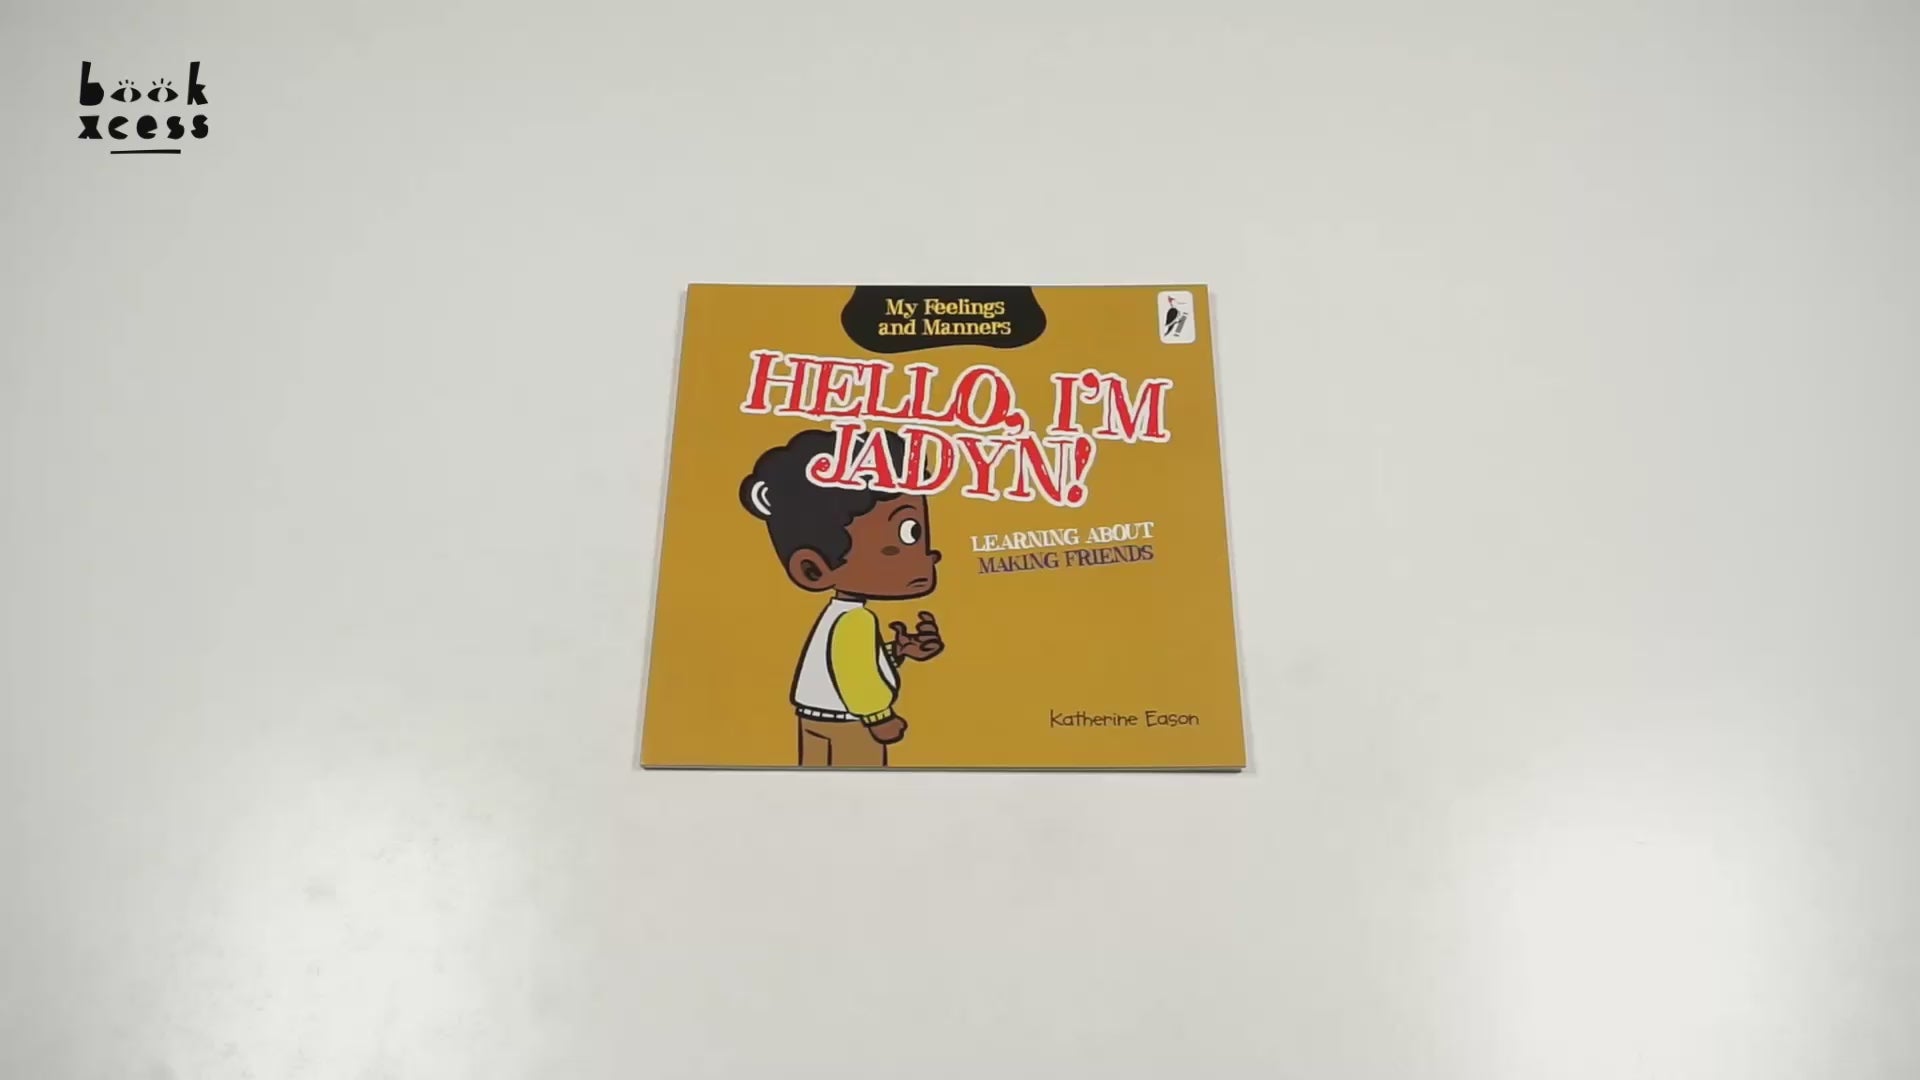 book
xcess
My Feelings
and Manners
HELLO, I'M
JADYN!
LEARNING ABOUT
MAKING FRIENDS
Katherine Eason